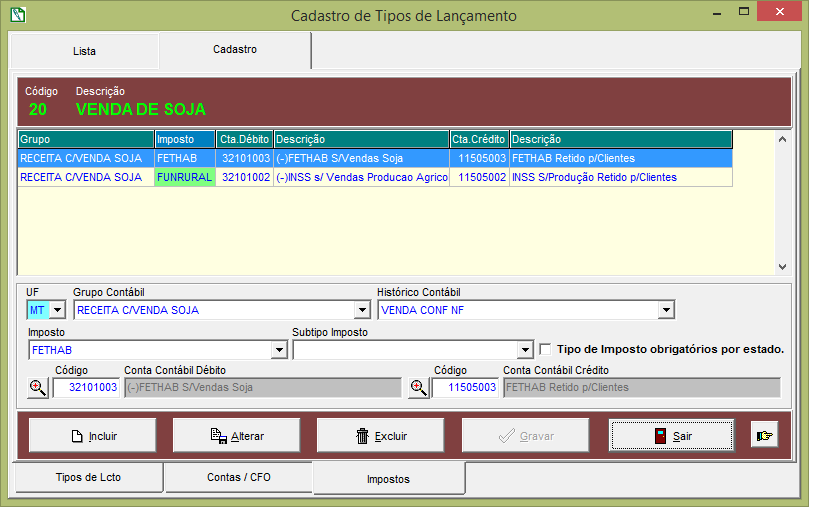 Cadastro de Tipos de Lançamento
Lista Cadastro
Código Descrição
20 VENDA DE SOJA
Grupo Imposto Cta.Débito Descrição Cta.Crédito Descrição
RECEITA C/VENDA SOJA FETHAB 32101003 (-)FETHAB S/Vendas Soja 11505003 FETHAB Retido p/Clientes
RECEITA C/VENDA SOJA FUNRURAL 32101002 (-)INSS s/ Vendas Producao Agrico 11505002 INSS S/Produção Retido p/Clientes
UF Grupo Contábil Histórico Contábil
MT RECEITA C/VENDA SOJA VENDA CONF NF
Imposto Subtipo Imposto
FETHAB Tipo de Imposto obrigatórios por estado.
Código Conta Contábil Débito Código Conta Contábil Crédito
32101003 (-)FETHAB S/Vendas Soja 11505003 FETHAB Retido p/Clientes
Incluir Alterar Excluir Gravar Sair
Tipos de Lcto Contas / CFO Impostos